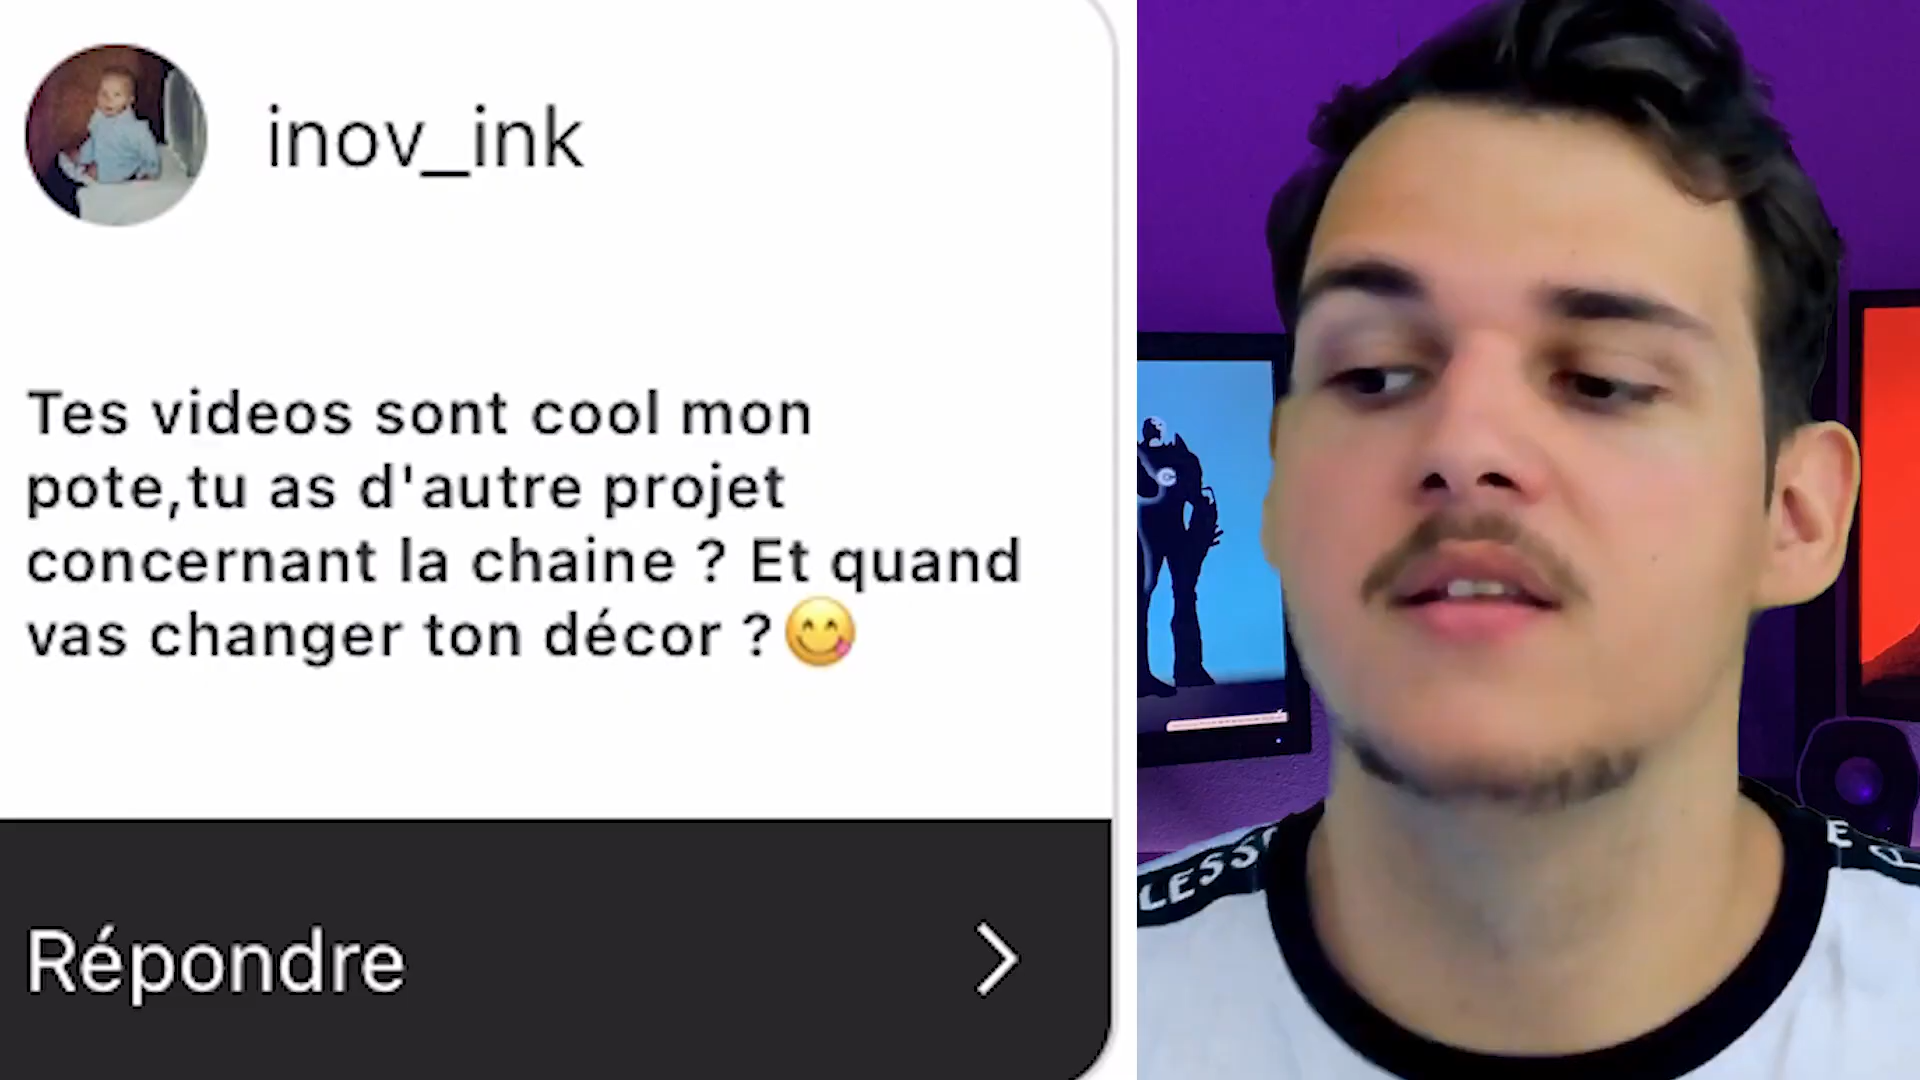 inov_ink
Tes videos sont cool mon
pote,tu as d'autre projet
concernant la chaine ? Et quand
vas changer ton décor ?😋
Répondre
LESS
E